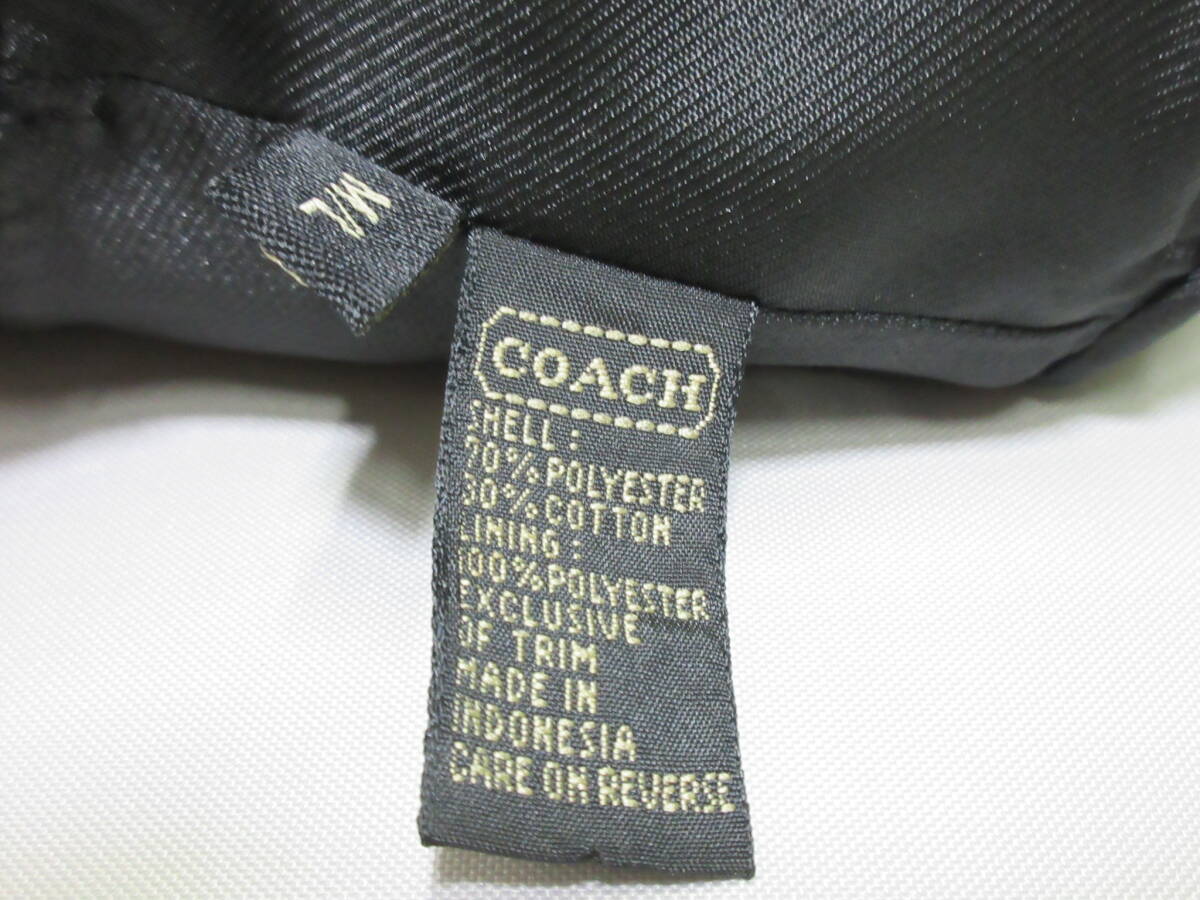 M/L
COACH
SHELL:
70% POLYESTER
30% COTTON
LINING:
100% POLYESTER
EXCLUSIVE
OF TRIM
MADE IN
INDONESIA
CARE ON REVERSE